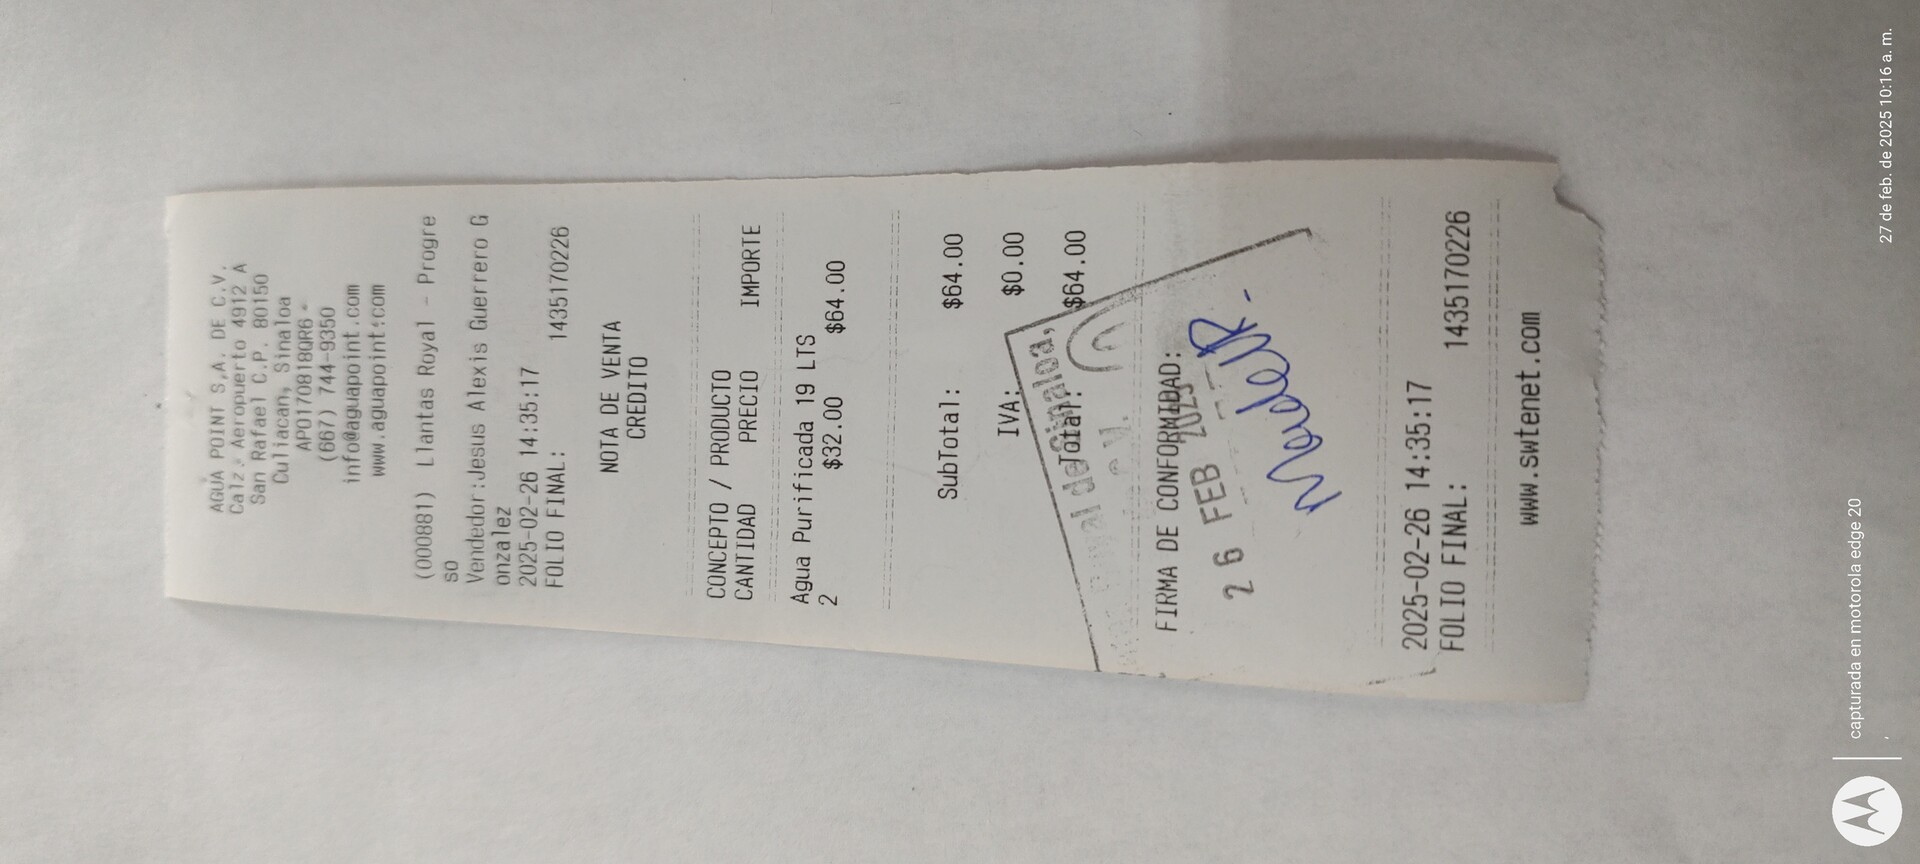 AGUA POINT S.A. DE C.V.
Calz. Aeropuerto 4912 A
San Rafael C.P. 80150
Culiacan, Sinaloa
APO170818QR6
(667) 744-9350
info@aguapoint.com
www.aguapoint.com
(000881) Llantas Royal - Progre
so
Vendedor:Jesus Alexis Guerrero G
onzalez
2025-02-26 14:35:17
FOLIO FINAL: 1435170226
NOTA DE VENTA
CREDITO
CONCEPTO / PRODUCTO
CANTIDAD PRECIO IMPORTE
Agua Purificada 19 LTS
2 $32.00 $64.00
SubTotal: $64.00
IVA: $0.00
Total: $64.00
de Sinaloa,
FIRMA DE CONFORMIDAD:
26 FEB 2025
2025-02-26 14:35:17
FOLIO FINAL: 1435170226
www.swtenet.com
capturada en motorola edge 20
27 de feb. de 2025 10:16 a. m.